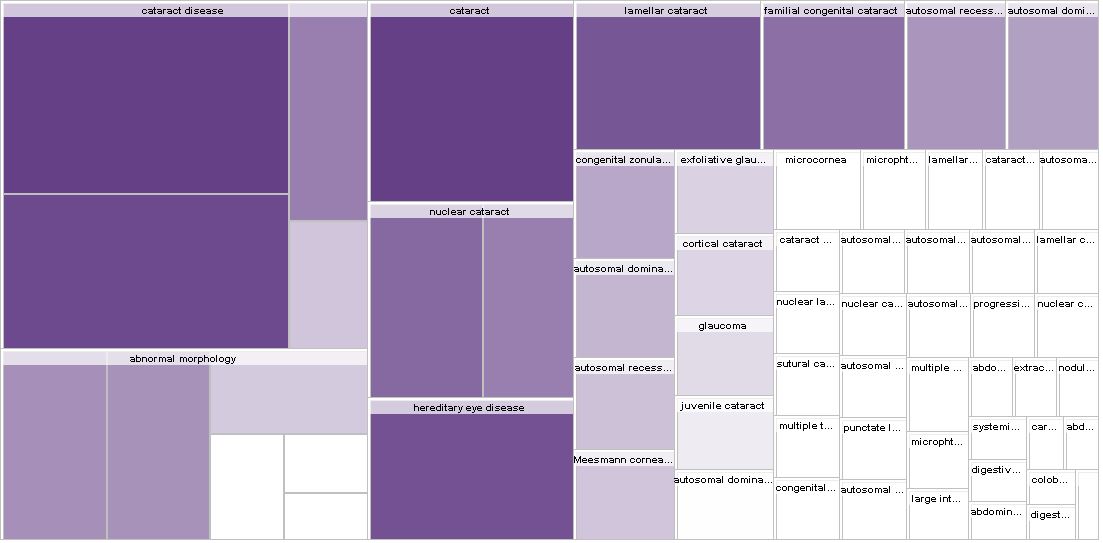 cataract disease
cataract
lamellar cataract
familial congenital cataract
autosomal recess...
autosomal domi...
congenital zonula...
exfoliative glau...
microcornea
micropht...
lamellar...
cataract...
autosoma...
nuclear cataract
cortical cataract
cataract ...
autosomal...
autosomal...
autosomal...
lamellar c...
autosomal domina...
nuclear la...
nuclear ca...
autosomal...
progressi...
nuclear c...
glaucoma
abnormal morphology
autosomal recess...
sutural ca...
autosomal ...
multiple ...
abdo...
extrac...
nodul...
hereditary eye disease
juvenile cataract
multiple t...
punctate l...
systemi...
car...
abd...
micropht...
Meesmann cornea...
autosomal domina...
congenital...
autosomal ...
large int...
digestiv...
colob...
abdomin...
digest...